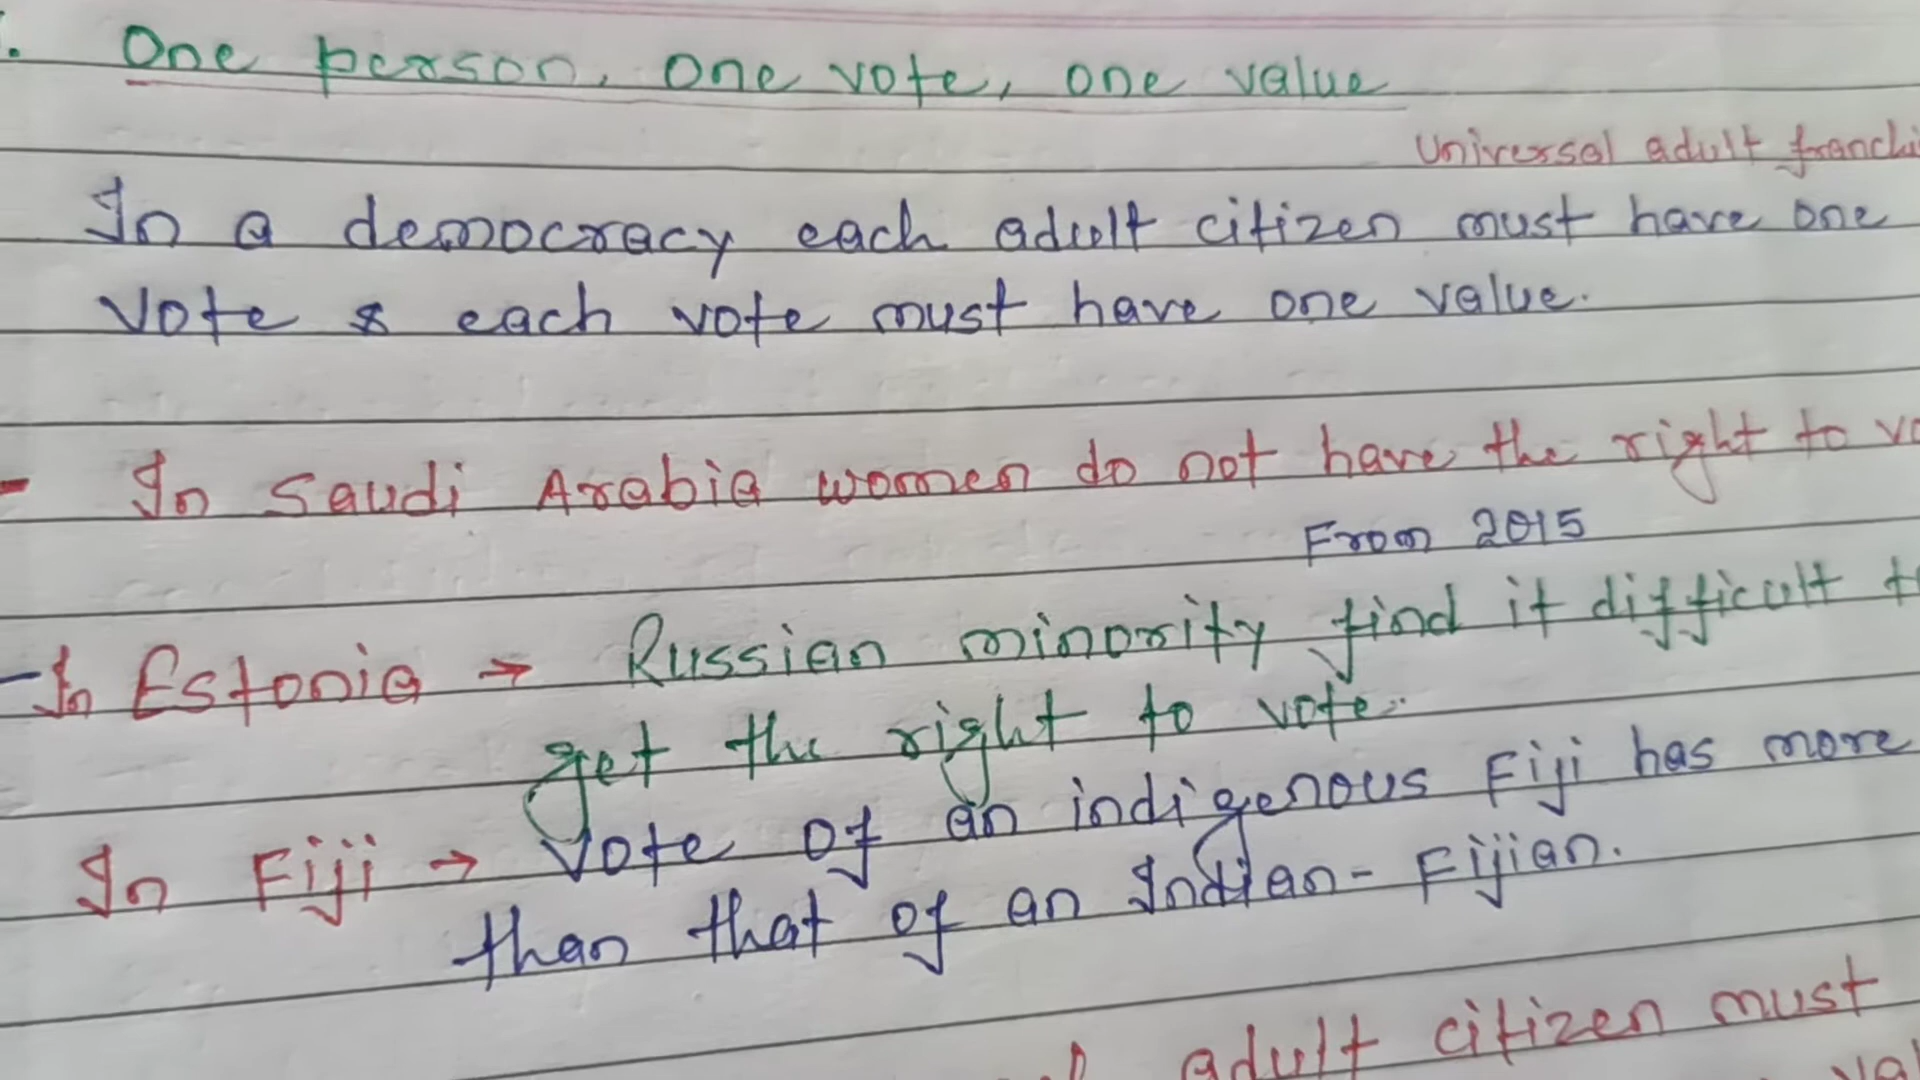 One person, one vote, one value
Universal adult franchi
In a democracy each adult citizen must have one
vote & each vote must have one value.
- In Saudi Arabia women do not have the right to vo
From 2015
- In Estonia → Russian minority find it difficult t
get the right to vote.
In Fiji → Vote of an indigenous Fiji has more
than that of an Indian-Fijian.
adult citizen must
val